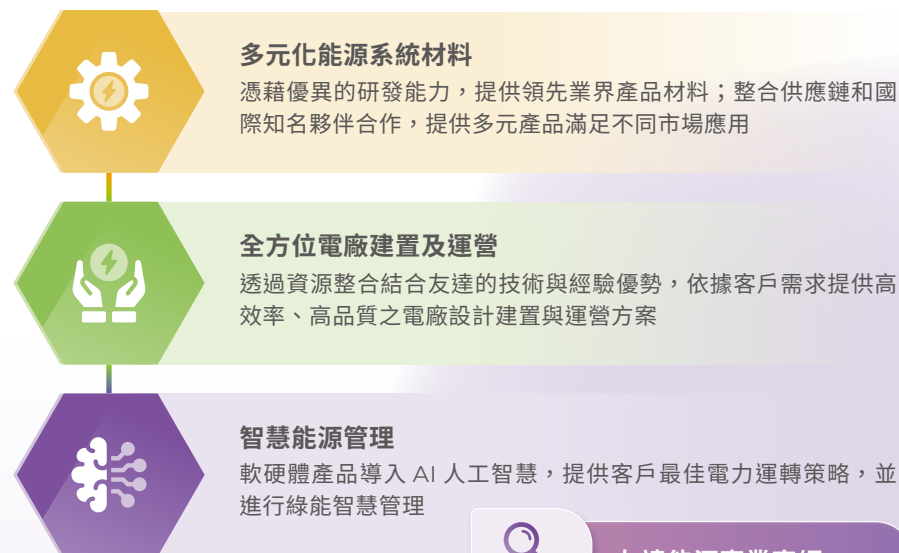 多元化能源系統材料
憑藉優異的研發能力，提供領先業界產品材料；整合供應鏈和國
際知名夥伴合作，提供多元產品滿足不同市場應用
全方位電廠建置及運營
透過資源整合結合友達的技術與經驗優勢，依據客戶需求提供高
效率、高品質之電廠設計建置與運營方案
智慧能源管理
軟硬體產品導入 AI 人工智慧，提供客戶最佳電力運轉策略，並
進行綠能智慧管理